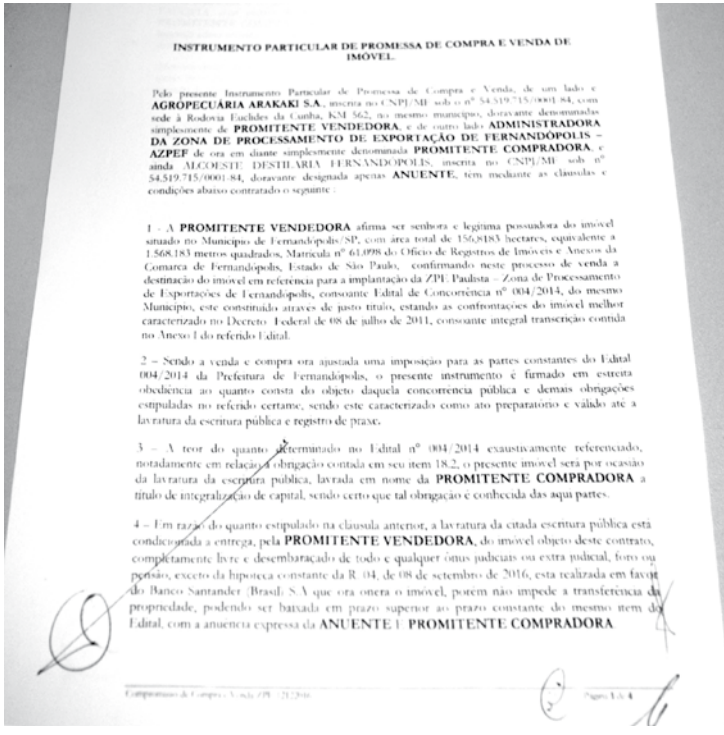 INSTRUMENTO PARTICULAR DE PROMESSA DE COMPRA E VENDA DE
IMÓVEL.
Pelo presente Instrumento Particular de Promessa de Compra e Venda, de um lado e
AGROPECUÁRIA ARAKAKI S.A., inscrita no CNPJ/MF sob o nº 54.519.715/0001-84, com
sede à Rodovia Euclides da Cunha, KM 562, no mesmo município, doravante denominadas
simplesmente de PROMITENTE VENDEDORA, e de outro lado ADMINISTRADORA
DA ZONA DE PROCESSAMENTO DE EXPORTAÇÃO DE FERNANDÓPOLIS –
AZPEF de ora em diante simplesmente denominada PROMITENTE COMPRADORA, e
ainda ALCOESTE DESTILARIA FERNANDÓPOLIS, inscrita no CNPJ/MF sob nº
54.519.715/0001-84, doravante designada apenas ANUENTE, têm mediante as cláusulas e
condições abaixo contratado o seguinte :
1 - A PROMITENTE VENDEDORA afirma ser senhora e legítima possuidora do imóvel
situado no Município de Fernandópolis/SP, com área total de 156,8183 hectares, equivalente a
1.568.183 metros quadrados, Matrícula nº 61.098 do Ofício de Registros de Imóveis e Anexos da
Comarca de Fernandópolis, Estado de São Paulo, confirmando neste processo de venda a
destinação do imóvel em referência para a implantação da ZPE Paulista – Zona de Processamento
de Exportações de Fernandópolis, consoante Edital de Concorrência nº 004/2014, do mesmo
Município, este constituído através de justo título, estando as confrontações do imóvel melhor
caracterizado no Decreto Federal de 08 de julho de 2011, consoante integral transcrição contida
no Anexo I do referido Edital.
2 – Sendo a venda e compra ora ajustada uma imposição para as partes constantes do Edital
004/2014 da Prefeitura de Fernandópolis, o presente instrumento é firmado em estreita
obediência ao quanto consta do objeto daquela concorrência pública e demais obrigações
estipuladas no referido certame, sendo este caracterizado como ato preparatório e válido até a
lavratura da escritura pública e registro de praxe.
3 – A teor do quanto determinado no Edital nº 004/2014 exaustivamente referenciado,
notadamente em relação a obrigação contida em seu item 18.2, o presente imóvel será por ocasião
da lavratura da escritura pública, lavrada em nome da PROMITENTE COMPRADORA a
título de integralização de capital, sendo certo que tal obrigação é conhecida das aqui partes.
4 – Em razão do quanto estipulado na cláusula anterior, a lavratura da citada escritura pública está
condicionada a entrega, pela PROMITENTE VENDEDORA, do imóvel objeto deste contrato,
completamente livre e desembaraçado de todo e qualquer ônus judiciais ou extra judicial, foro ou
pensão, exceto da hipoteca constante da R. 04, de 08 de setembro de 2016, esta realizada em favor
do Banco Santander (Brasil) S.A que ora onera o imóvel, porém não impede a transferência da
propriedade, podendo ser baixada em prazo superior ao prazo constante do mesmo item do
Edital, com a anuência expressa da ANUENTE E PROMITENTE COMPRADORA
Compromisso de Compra e Venda ZPE
Página 1 de 4